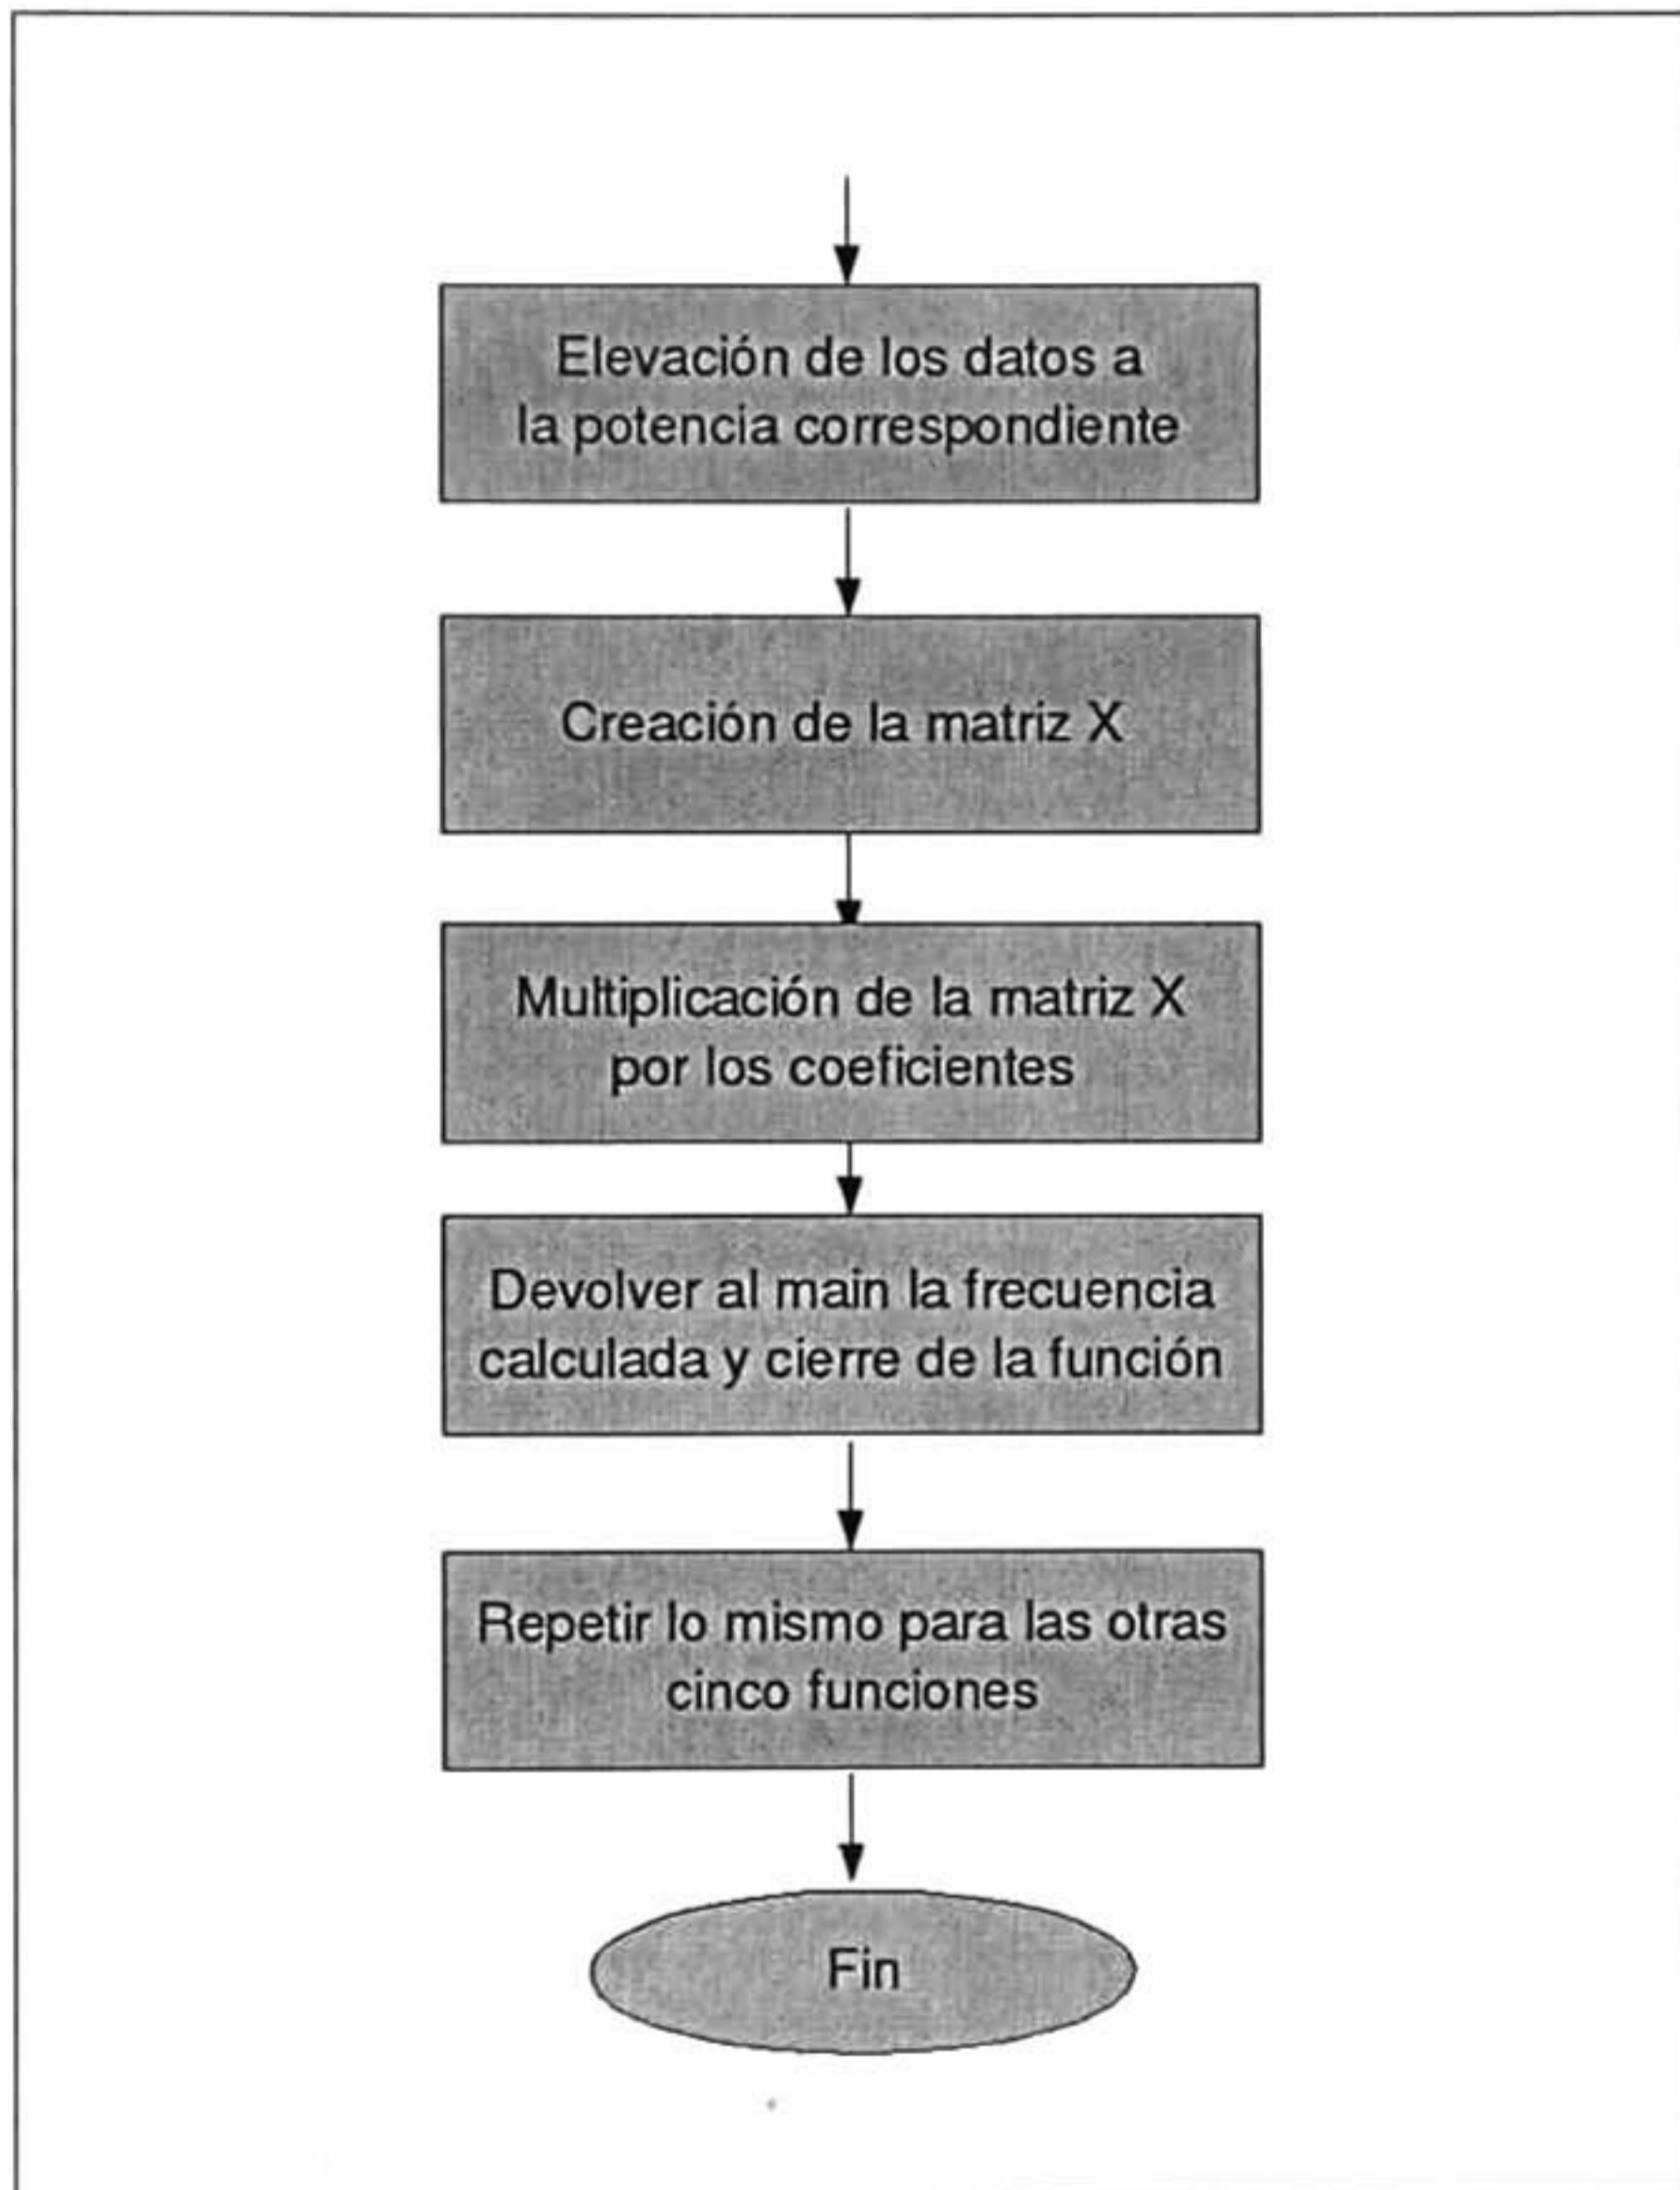 Elevación de los datos a
la potencia correspondiente
Creación de la matriz X
Multiplicación de la matriz X
por los coeficientes
Devolver al main la frecuencia
calculada y cierre de la función
Repetir lo mismo para las otras
cinco funciones
Fin